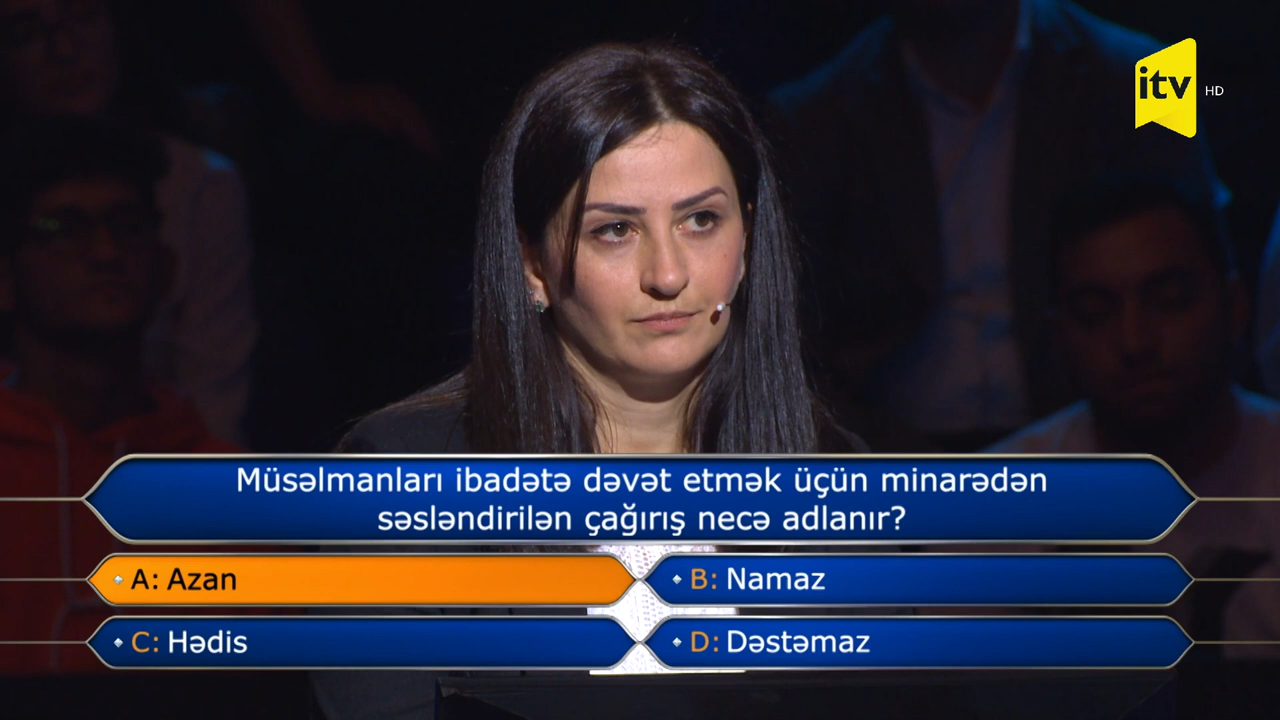 itv HD
Müsəlmanları ibadətə dəvət etmək üçün minarədən
səsləndirilən çağırış necə adlanır?
A: Azan
B: Namaz
C: Hədis
D: Dəstəmaz